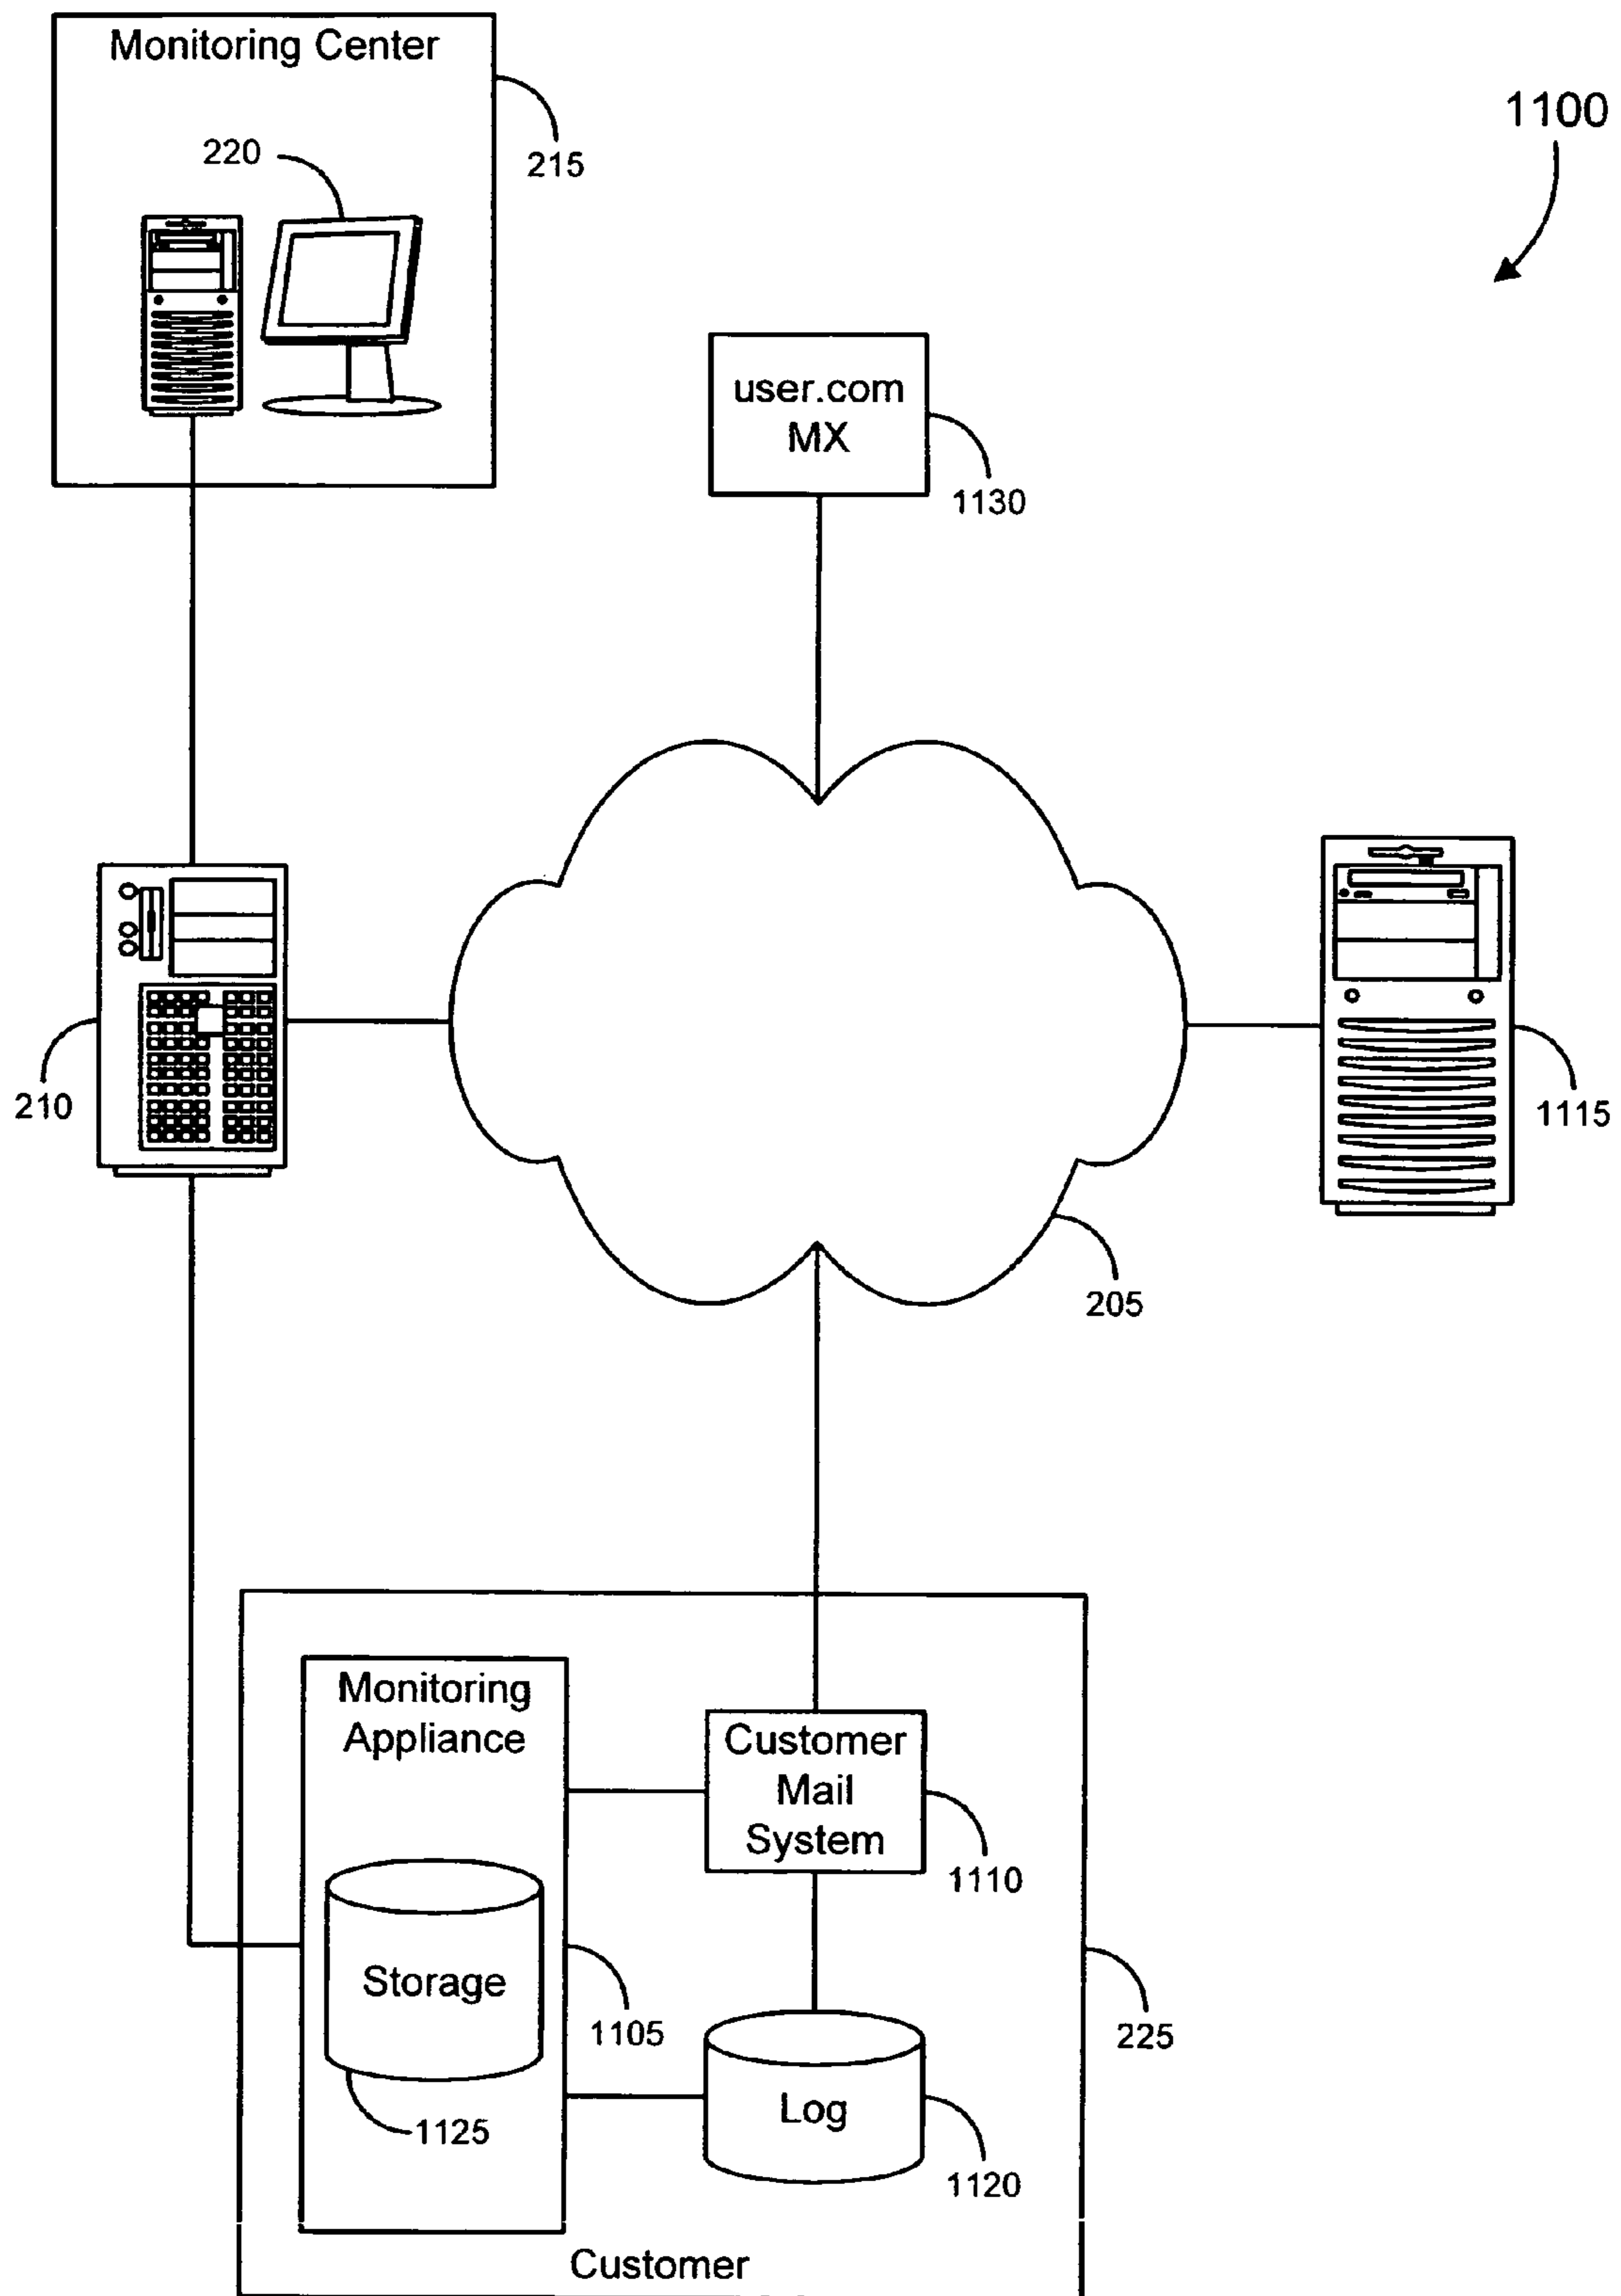 Monitoring Center
1100
220
215
user.com
MX
1130
210
1115
205
Monitoring
Appliance
Customer
Mail
System
1110
Storage
1105
225
1125
Log
1120
Customer